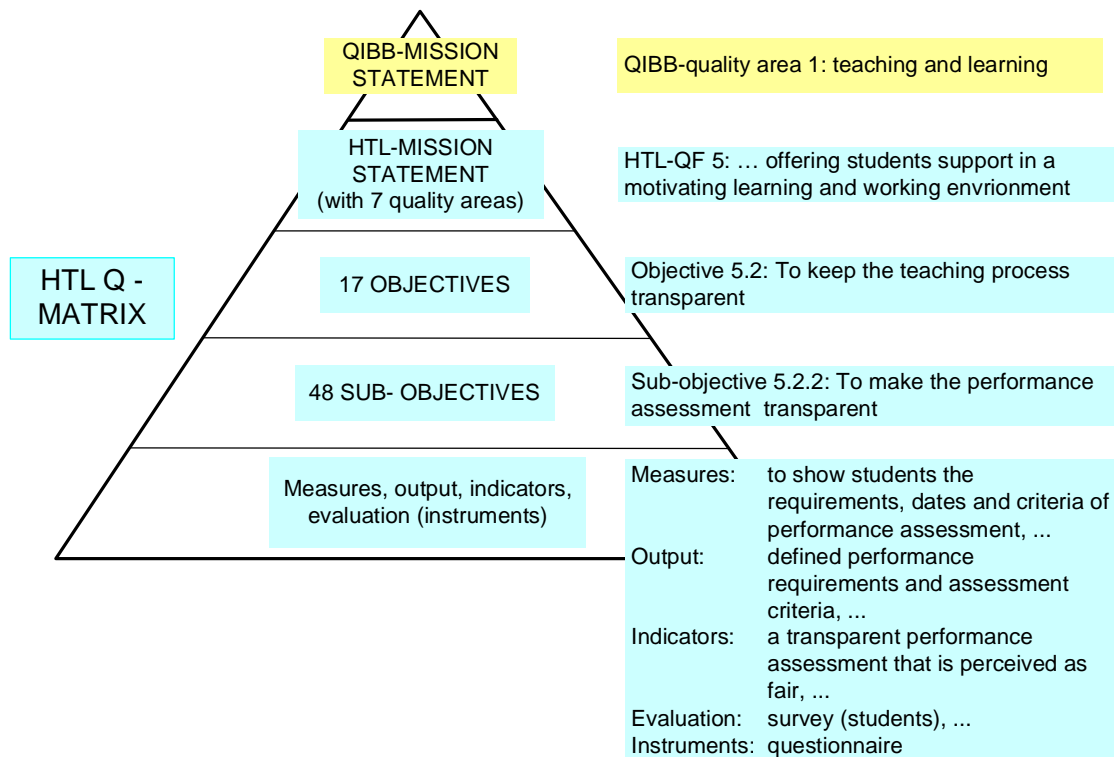 QIBB-MISSION
STATEMENT
QIBB-quality area 1: teaching and learning
HTL-MISSION
STATEMENT
(with 7 quality areas)
HTL-QF 5: … offering students support in a
motivating learning and working envrionment
HTL Q -
MATRIX
17 OBJECTIVES
Objective 5.2: To keep the teaching process
transparent
48 SUB- OBJECTIVES
Sub-objective 5.2.2: To make the performance
assessment transparent
Measures, output, indicators,
evaluation (instruments)
Measures: to show students the
requirements, dates and criteria of
performance assessment, ...
Output: defined performance
requirements and assessment
criteria, ...
Indicators: a transparent performance
assessment that is perceived as
fair, ...
Evaluation: survey (students), ...
Instruments: questionnaire